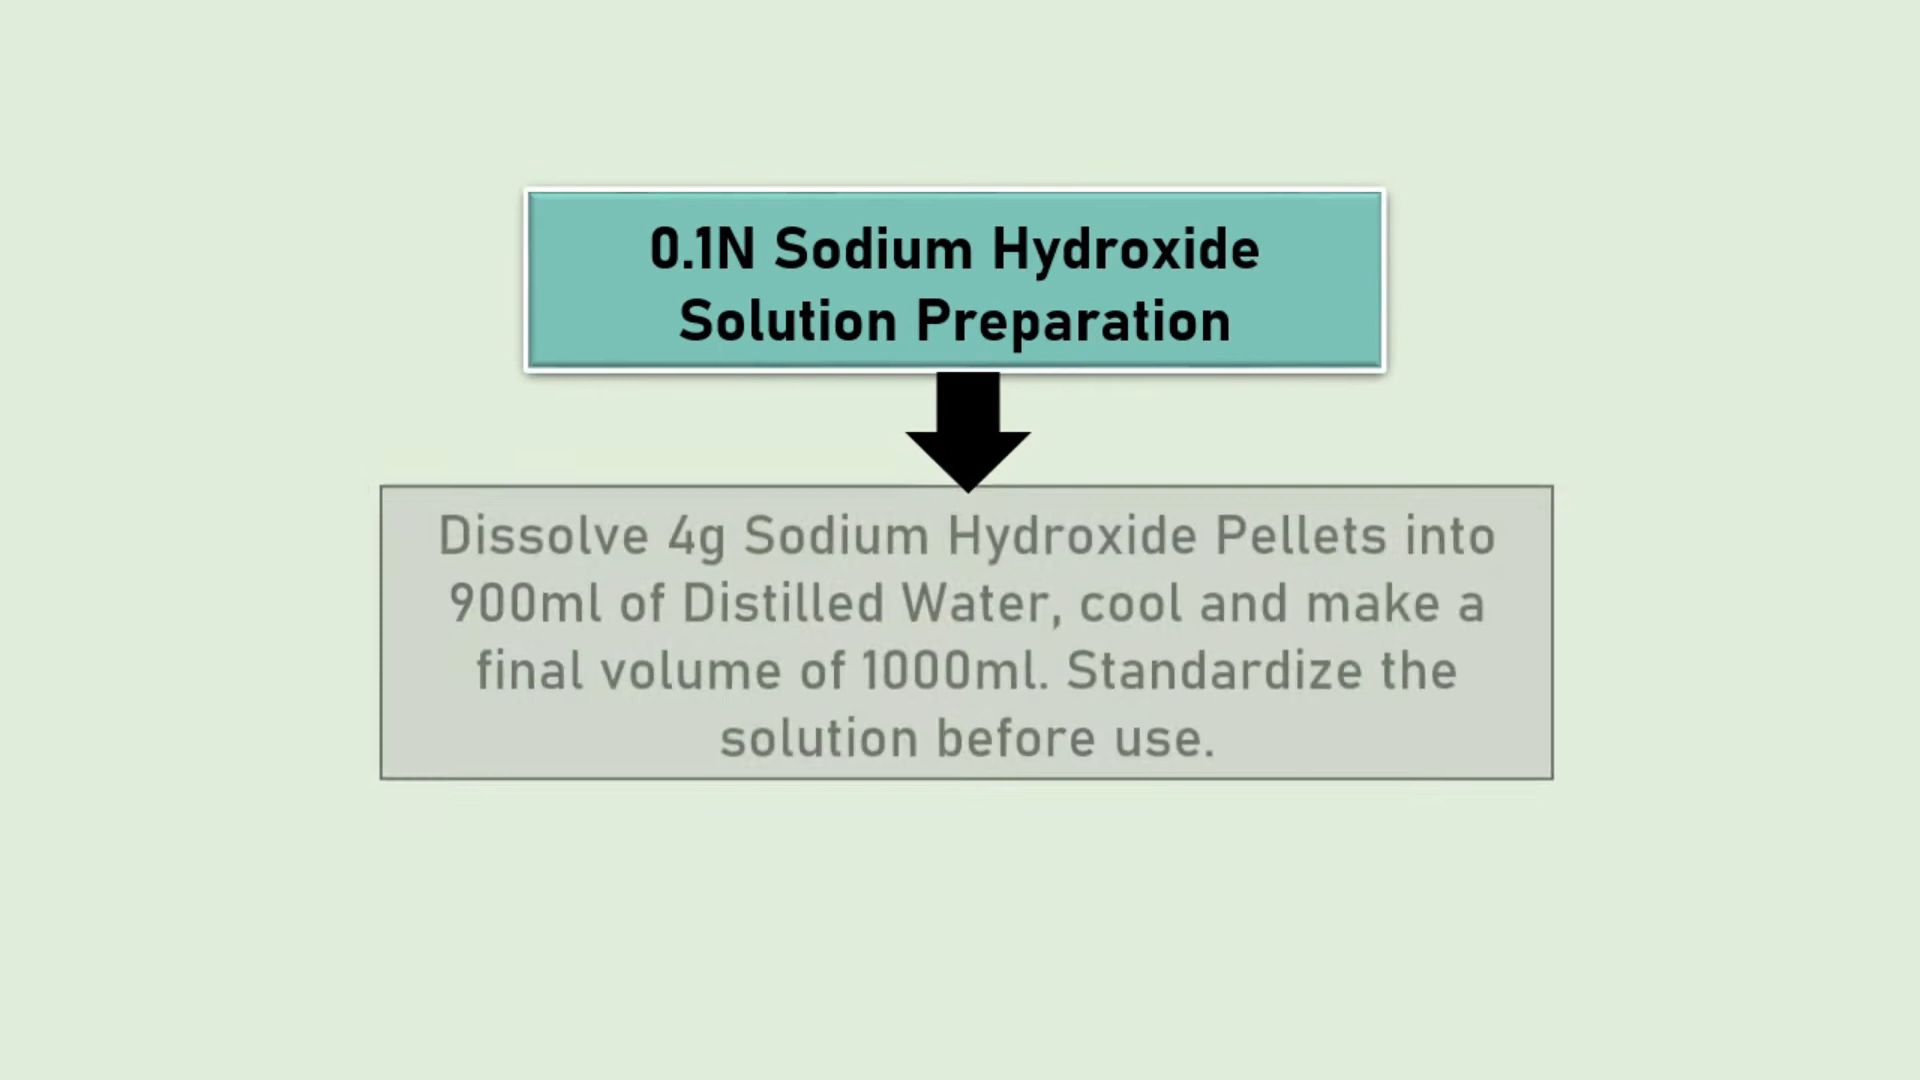 0.1N Sodium Hydroxide
Solution Preparation
Dissolve 4g Sodium Hydroxide Pellets into
900ml of Distilled Water, cool and make a
final volume of 1000ml. Standardize the
solution before use.